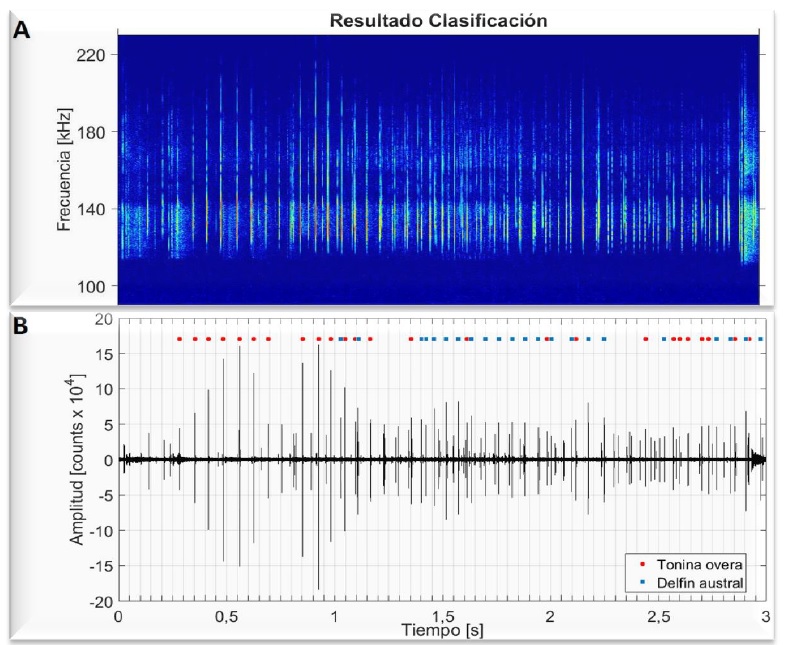 A
Resultado Clasificación
Frecuencia [kHz]
220
180
140
100
B
Amplitud [counts x 10⁴]
20
15
10
5
0
-5
-10
-15
-20
Tonina overa
Delfín austral
0 0,5 1 1,5 2 2,5 3
Tiempo [s]